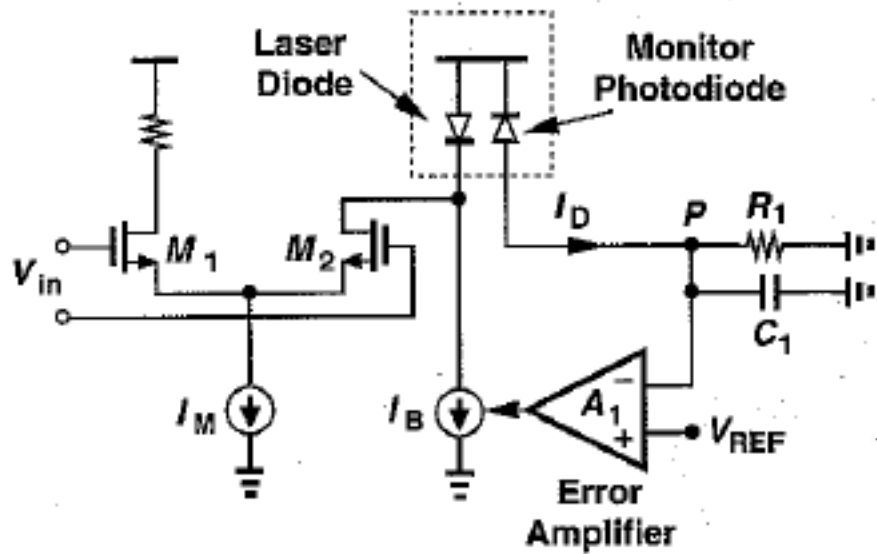 Laser
Diode
Monitor
Photodiode
I_D
P
R_1
M_1
M_2
V_in
C_1
I_M
I_B
A_1
−
+
V_REF
Error
Amplifier